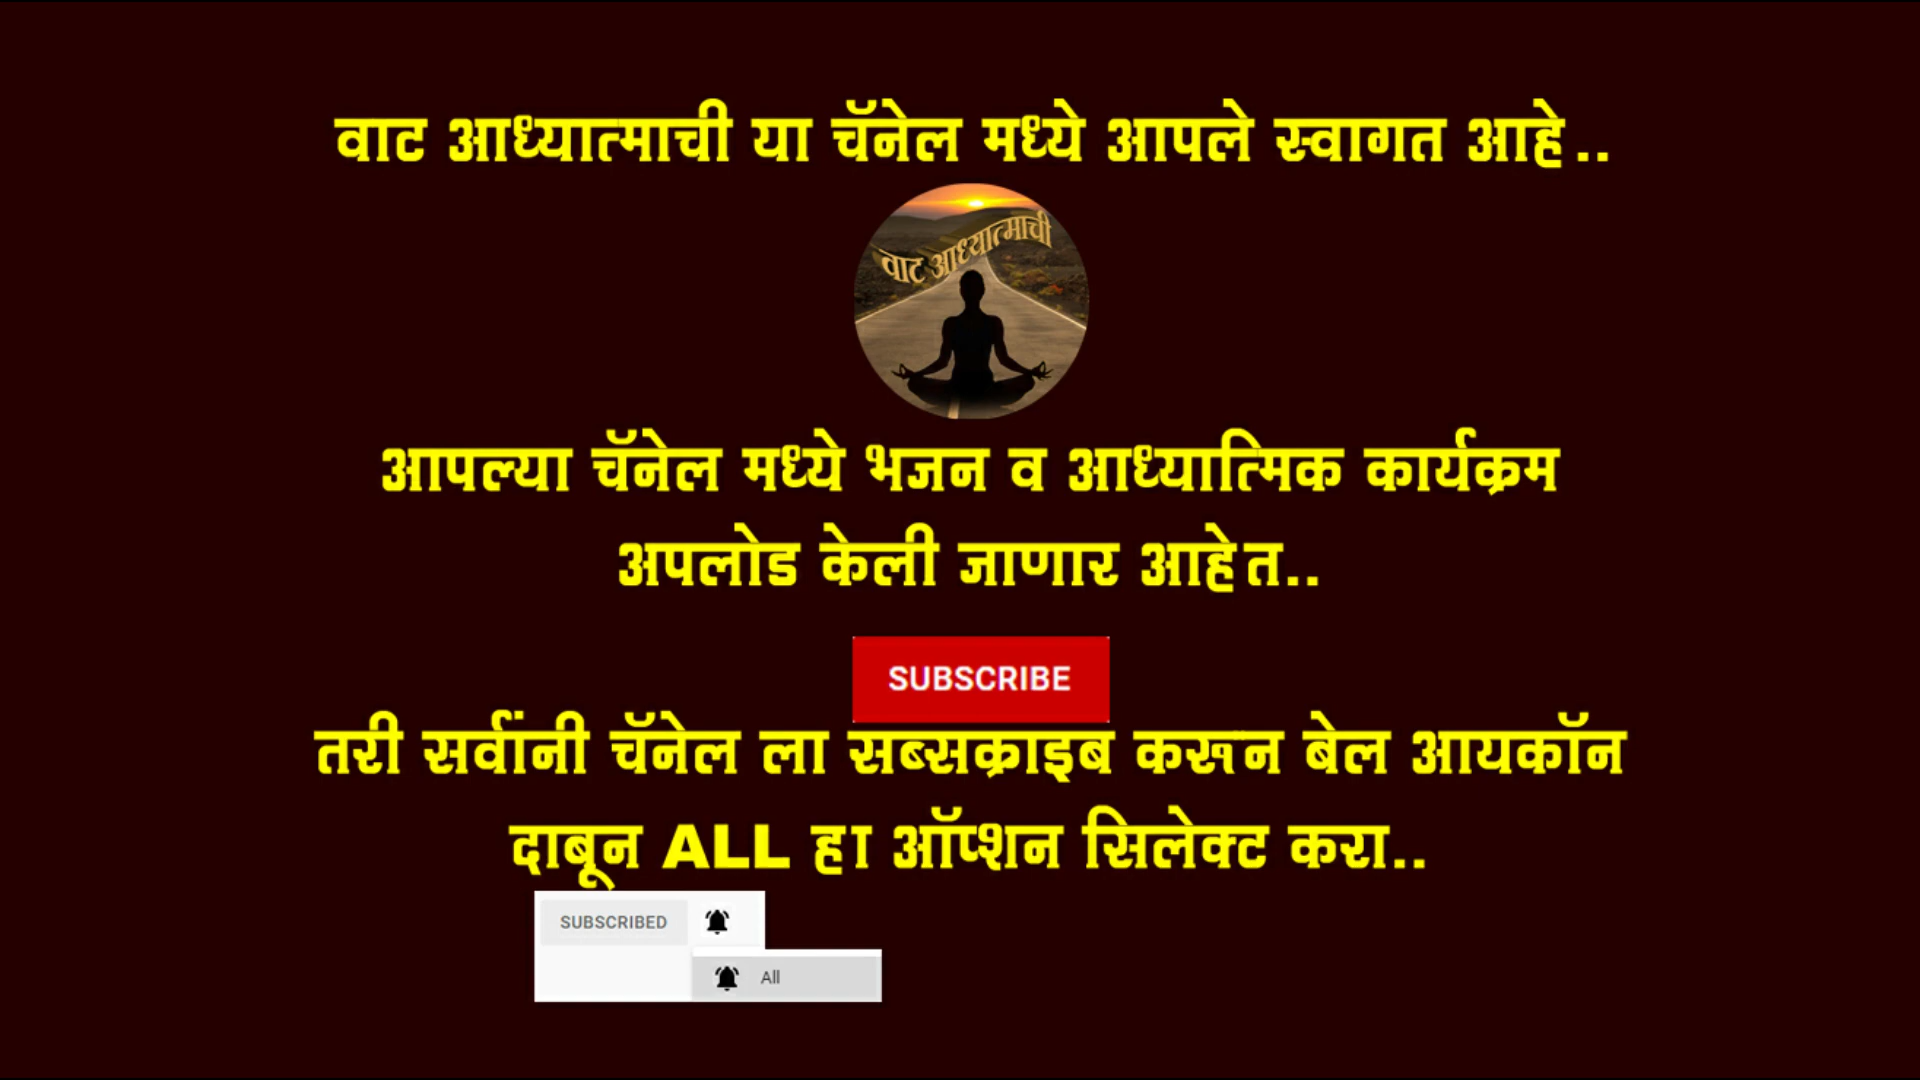 वाट आध्यात्माची या चॅनेल मध्ये आपले स्वागत आहे..
वाट आध्यात्माची
आपल्या चॅनेल मध्ये भजन व आध्यात्मिक कार्यक्रम
अपलोड केली जाणार आहेत..
SUBSCRIBE
तरी सर्वांनी चॅनेल ला सब्सक्राइब करून बेल आयकॉन
दाबून ALL हा ऑप्शन सिलेक्ट करा..
SUBSCRIBED
All